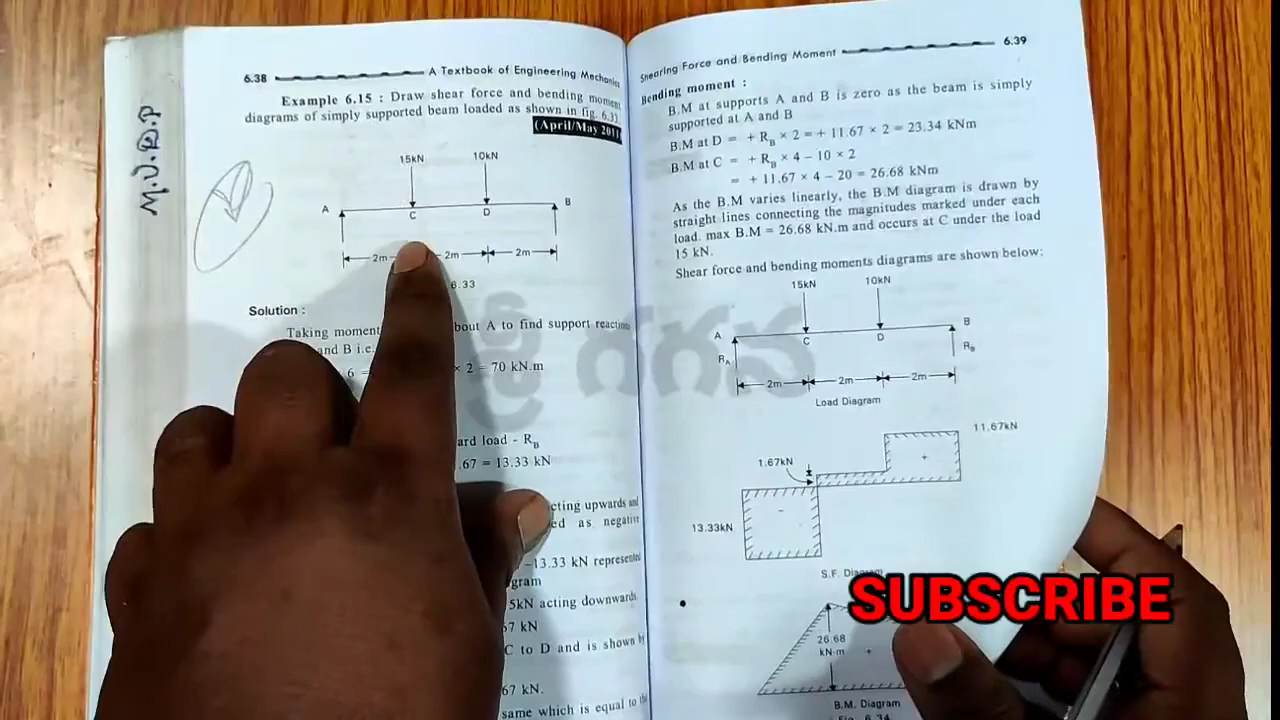 M.V.D.P
6.38
A Textbook of Engineering Mechanics
Example 6.15 : Draw shear force and bending moment
diagrams of simply supported beam loaded as shown in fig. 6.33.
(April/May 201
15kN 10kN
A B
C D
2m 2m 2m
6.33
Solution :
Taking moment bout A to find support reactions
and B i.e.
6 = × 2 = 70 kN.m
ard load - RB
.67 = 13.33 kN
cting upwards and
ed as negative
-13.33 kN represented
gram
5kN acting downwards.
67 kN
C to D and is shown by
67 kN.
same which is equal to the
Shearing Force and Bending Moment
6.39
Bending moment :
B.M at supports A and B is zero as the beam is simply
supported at A and B
B.M at D = + RB × 2 = + 11.67 × 2 = 23.34 kNm
B.M at C = + RB × 4 – 10 × 2
= + 11.67 × 4 – 20 = 26.68 kNm
As the B.M varies linearly, the B.M diagram is drawn by
straight lines connecting the magnitudes marked under each
load. max B.M = 26.68 kN.m and occurs at C under the load
15 kN.
Shear force and bending moments diagrams are shown below:
15kN 10kN
A B
C D
RA RB
2m 2m 2m
Load Diagram
11.67kN
1.67kN
+
-
13.33kN
S.F. Diagram
26.68
kN-m +
B.M. Diagram
Fig. 6.34
SUBSCRIBE